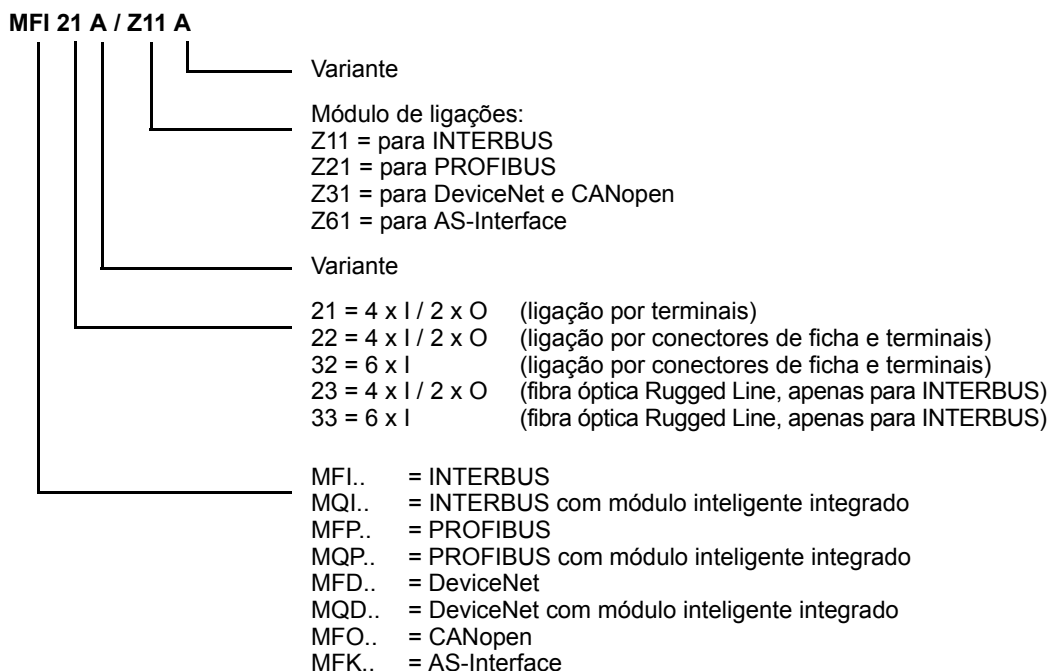 MFI 21 A / Z11 A
Variante
Módulo de ligações:
Z11 = para INTERBUS
Z21 = para PROFIBUS
Z31 = para DeviceNet e CANopen
Z61 = para AS-Interface
Variante
21 = 4 x I / 2 x O (ligação por terminais)
22 = 4 x I / 2 x O (ligação por conectores de ficha e terminais)
32 = 6 x I (ligação por conectores de ficha e terminais)
23 = 4 x I / 2 x O (fibra óptica Rugged Line, apenas para INTERBUS)
33 = 6 x I (fibra óptica Rugged Line, apenas para INTERBUS)
MFI.. = INTERBUS
MQI.. = INTERBUS com módulo inteligente integrado
MFP.. = PROFIBUS
MQP.. = PROFIBUS com módulo inteligente integrado
MFD.. = DeviceNet
MQD.. = DeviceNet com módulo inteligente integrado
MFO.. = CANopen
MFK.. = AS-Interface